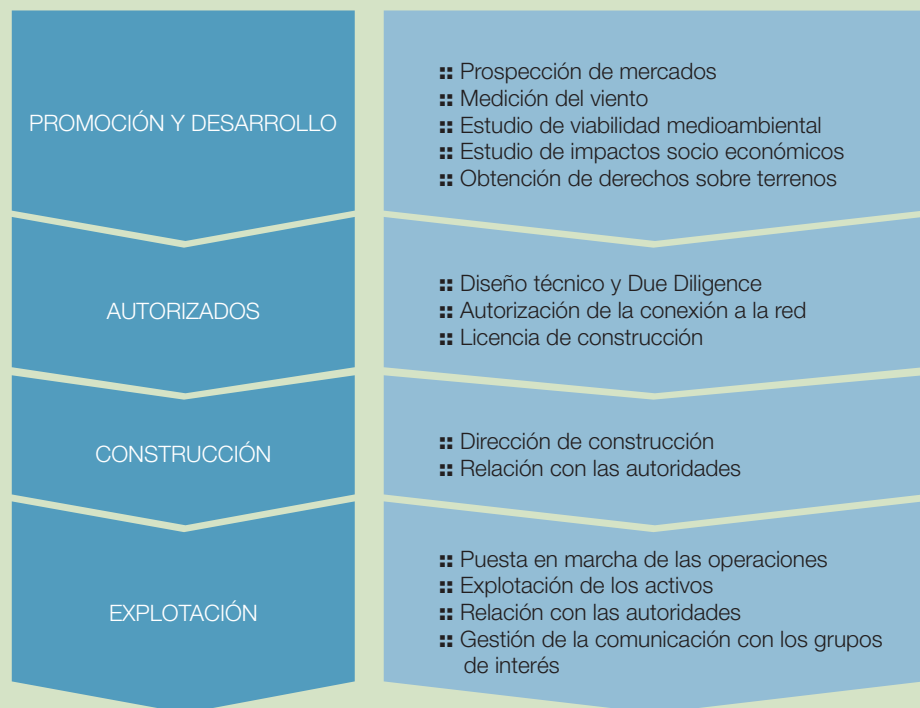 PROMOCIÓN Y DESARROLLO
:: Prospección de mercados
:: Medición del viento
:: Estudio de viabilidad medioambiental
:: Estudio de impactos socio económicos
:: Obtención de derechos sobre terrenos
AUTORIZADOS
:: Diseño técnico y Due Diligence
:: Autorización de la conexión a la red
:: Licencia de construcción
CONSTRUCCIÓN
:: Dirección de construcción
:: Relación con las autoridades
EXPLOTACIÓN
:: Puesta en marcha de las operaciones
:: Explotación de los activos
:: Relación con las autoridades
:: Gestión de la comunicación con los grupos
de interés